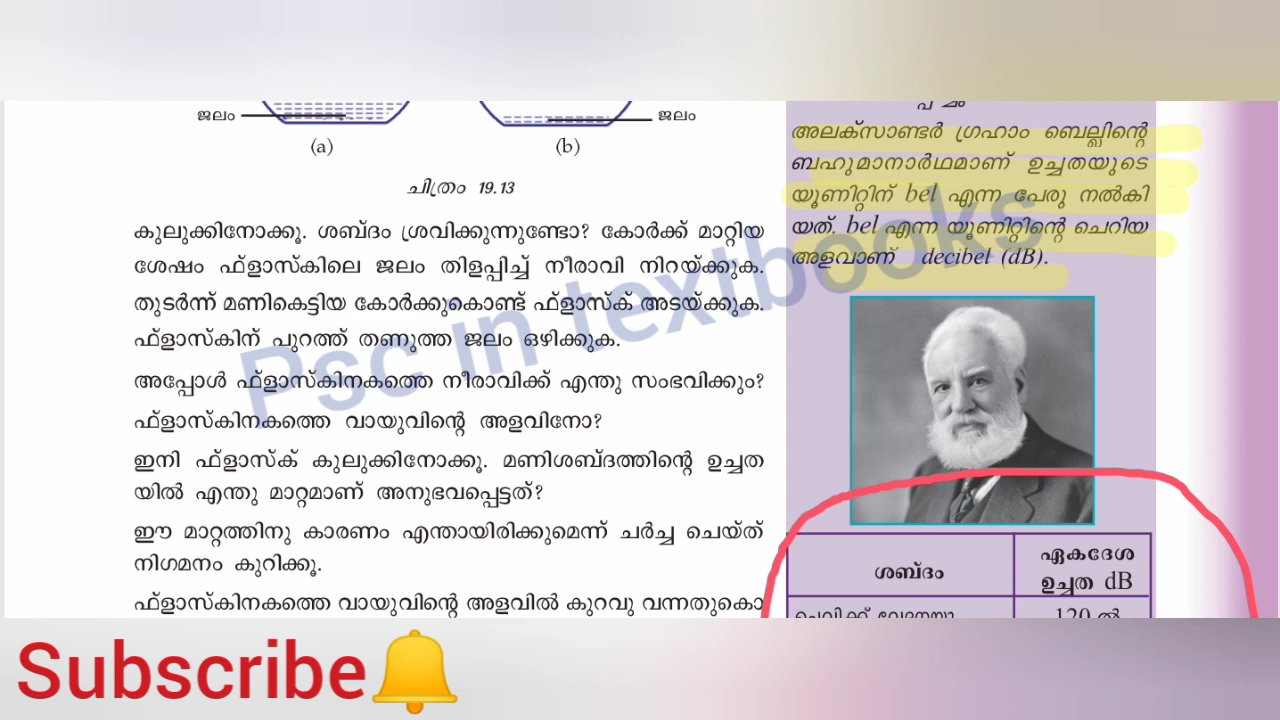 ജലം
ജലം
(a)
(b)
ചിത്രം 19.13
കുലുക്കിനോക്കൂ. ശബ്ദം ശ്രവിക്കുന്നുണ്ടോ? കോർക്ക് മാറ്റിയ
ശേഷം ഫ്ളാസ്കിലെ ജലം തിളപ്പിച്ച് നീരാവി നിറയ്ക്കുക.
തുടർന്ന് മണികെട്ടിയ കോർക്കുകൊണ്ട് ഫ്ളാസ്ക് അടയ്ക്കുക.
ഫ്ളാസ്കിന് പുറത്ത് തണുത്ത ജലം ഒഴിക്കുക.
അപ്പോൾ ഫ്ളാസ്കിനകത്തെ നീരാവിക്ക് എന്തു സംഭവിക്കും?
ഫ്ളാസ്കിനകത്തെ വായുവിന്റെ അളവിനോ?
ഇനി ഫ്ളാസ്ക് കുലുക്കിനോക്കൂ. മണിശബ്ദത്തിന്റെ ഉച്ചത
യിൽ എന്തു മാറ്റമാണ് അനുഭവപ്പെട്ടത്?
ഈ മാറ്റത്തിനു കാരണം എന്തായിരിക്കുമെന്ന് ചർച്ച ചെയ്ത്
നിഗമനം കുറിക്കൂ.
ഫ്ളാസ്കിനകത്തെ വായുവിന്റെ അളവിൽ കുറവു വന്നതുകൊ
അലക്സാണ്ടർ ഗ്രഹാം ബെല്ലിന്റെ
ബഹുമാനാർഥമാണ് ഉച്ചതയുടെ
യൂണിറ്റിന് bel എന്ന പേരു നൽകി
യത്. bel എന്ന യൂണിറ്റിന്റെ ചെറിയ
അളവാണ് decibel (dB).
ശബ്ദം
ഏകദേശ
ഉച്ചത dB
120 ൽ
Psc in textbooks
Subscribe